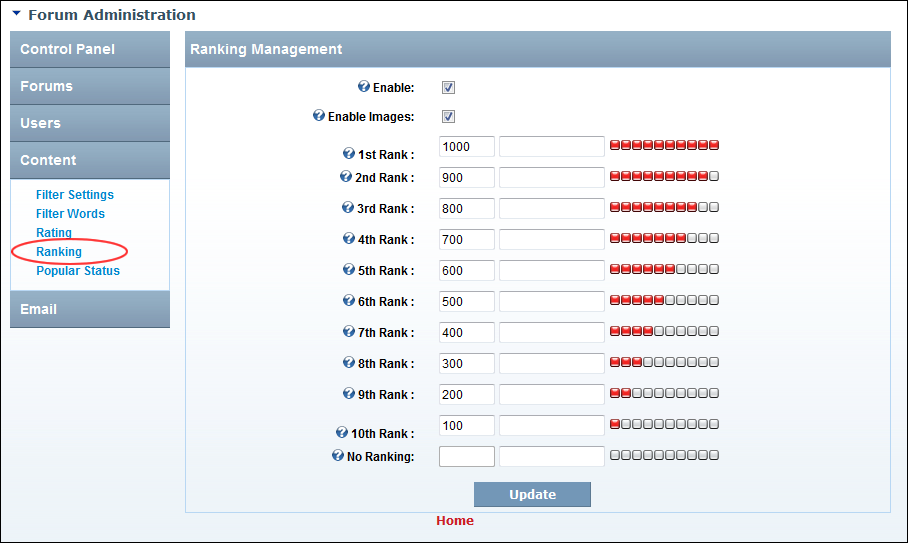 Forum Administration
Control Panel
Forums
Users
Content
Filter Settings
Filter Words
Rating
Ranking
Popular Status
Email
Ranking Management
Enable:
Enable Images:
1st Rank : 1000
2nd Rank : 900
3rd Rank : 800
4th Rank : 700
5th Rank : 600
6th Rank : 500
7th Rank : 400
8th Rank : 300
9th Rank : 200
10th Rank : 100
No Ranking:
Update
Home